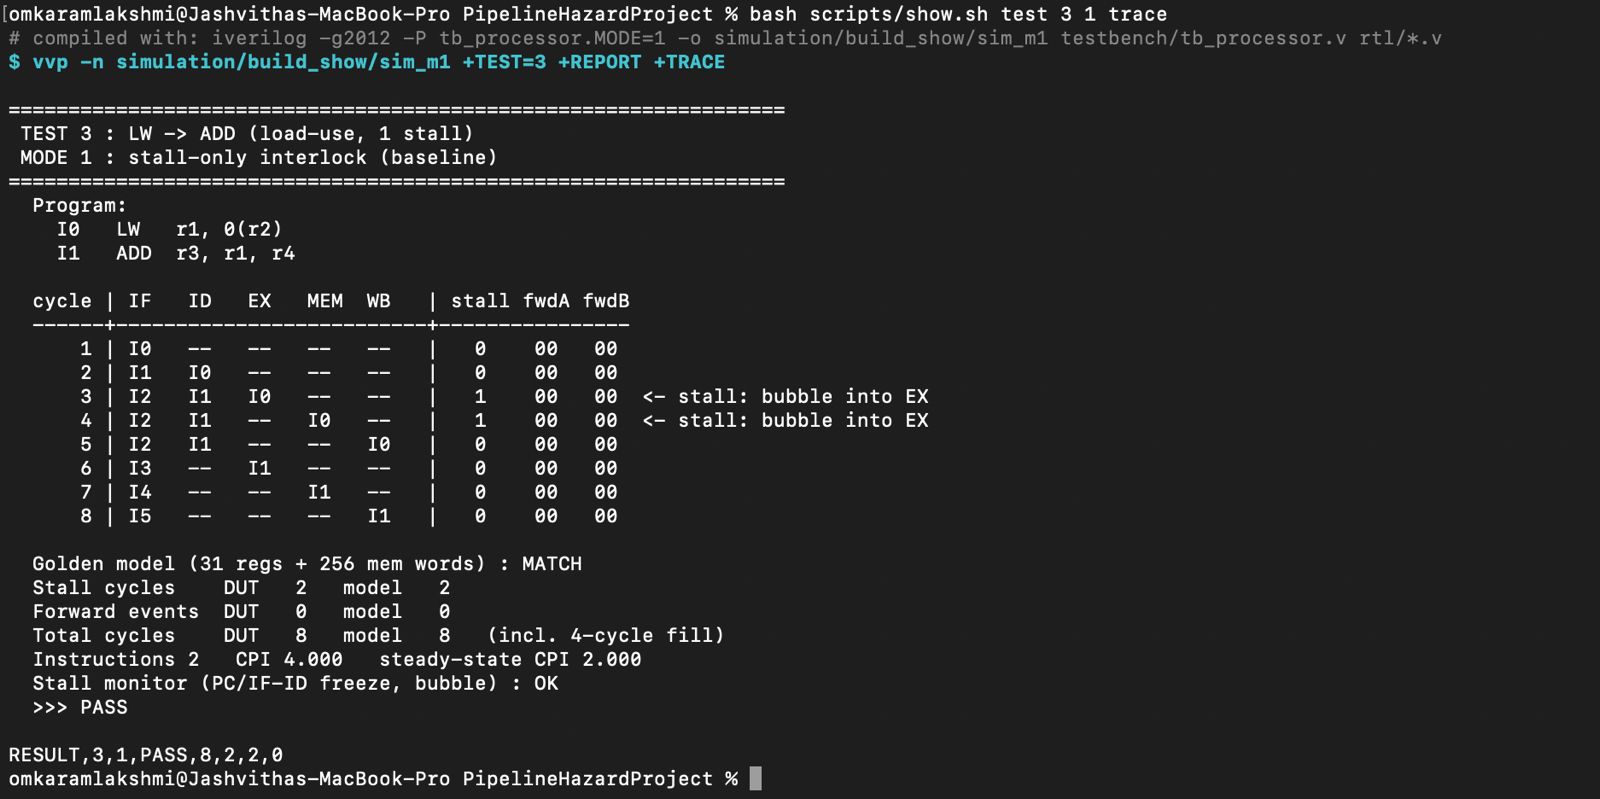 [omkaramlakshmi@Jashvithas-MacBook-Pro PipelineHazardProject % bash scripts/show.sh test 3 1 trace
# compiled with: iverilog -g2012 -P tb_processor.MODE=1 -o simulation/build_show/sim_m1 testbench/tb_processor.v rtl/*.v
$ vvp -n simulation/build_show/sim_m1 +TEST=3 +REPORT +TRACE

=================================================================
 TEST 3 : LW -> ADD (load-use, 1 stall)
 MODE 1 : stall-only interlock (baseline)
=================================================================
  Program:
    I0   LW   r1, 0(r2)
    I1   ADD  r3, r1, r4

  cycle | IF   ID   EX   MEM  WB   | stall fwdA fwdB
  ------+--------------------------+----------------
      1 | I0   --   --   --   --   |   0    00   00
      2 | I1   I0   --   --   --   |   0    00   00
      3 | I2   I1   I0   --   --   |   1    00   00  <- stall: bubble into EX
      4 | I2   I1   --   I0   --   |   1    00   00  <- stall: bubble into EX
      5 | I2   I1   --   --   I0   |   0    00   00
      6 | I3   --   I1   --   --   |   0    00   00
      7 | I4   --   --   I1   --   |   0    00   00
      8 | I5   --   --   --   I1   |   0    00   00

  Golden model (31 regs + 256 mem words) : MATCH
  Stall cycles    DUT   2   model   2
  Forward events  DUT   0   model   0
  Total cycles    DUT   8   model   8   (incl. 4-cycle fill)
  Instructions 2   CPI 4.000   steady-state CPI 2.000
  Stall monitor (PC/IF-ID freeze, bubble) : OK
  >>> PASS

RESULT,3,1,PASS,8,2,2,0
omkaramlakshmi@Jashvithas-MacBook-Pro PipelineHazardProject %